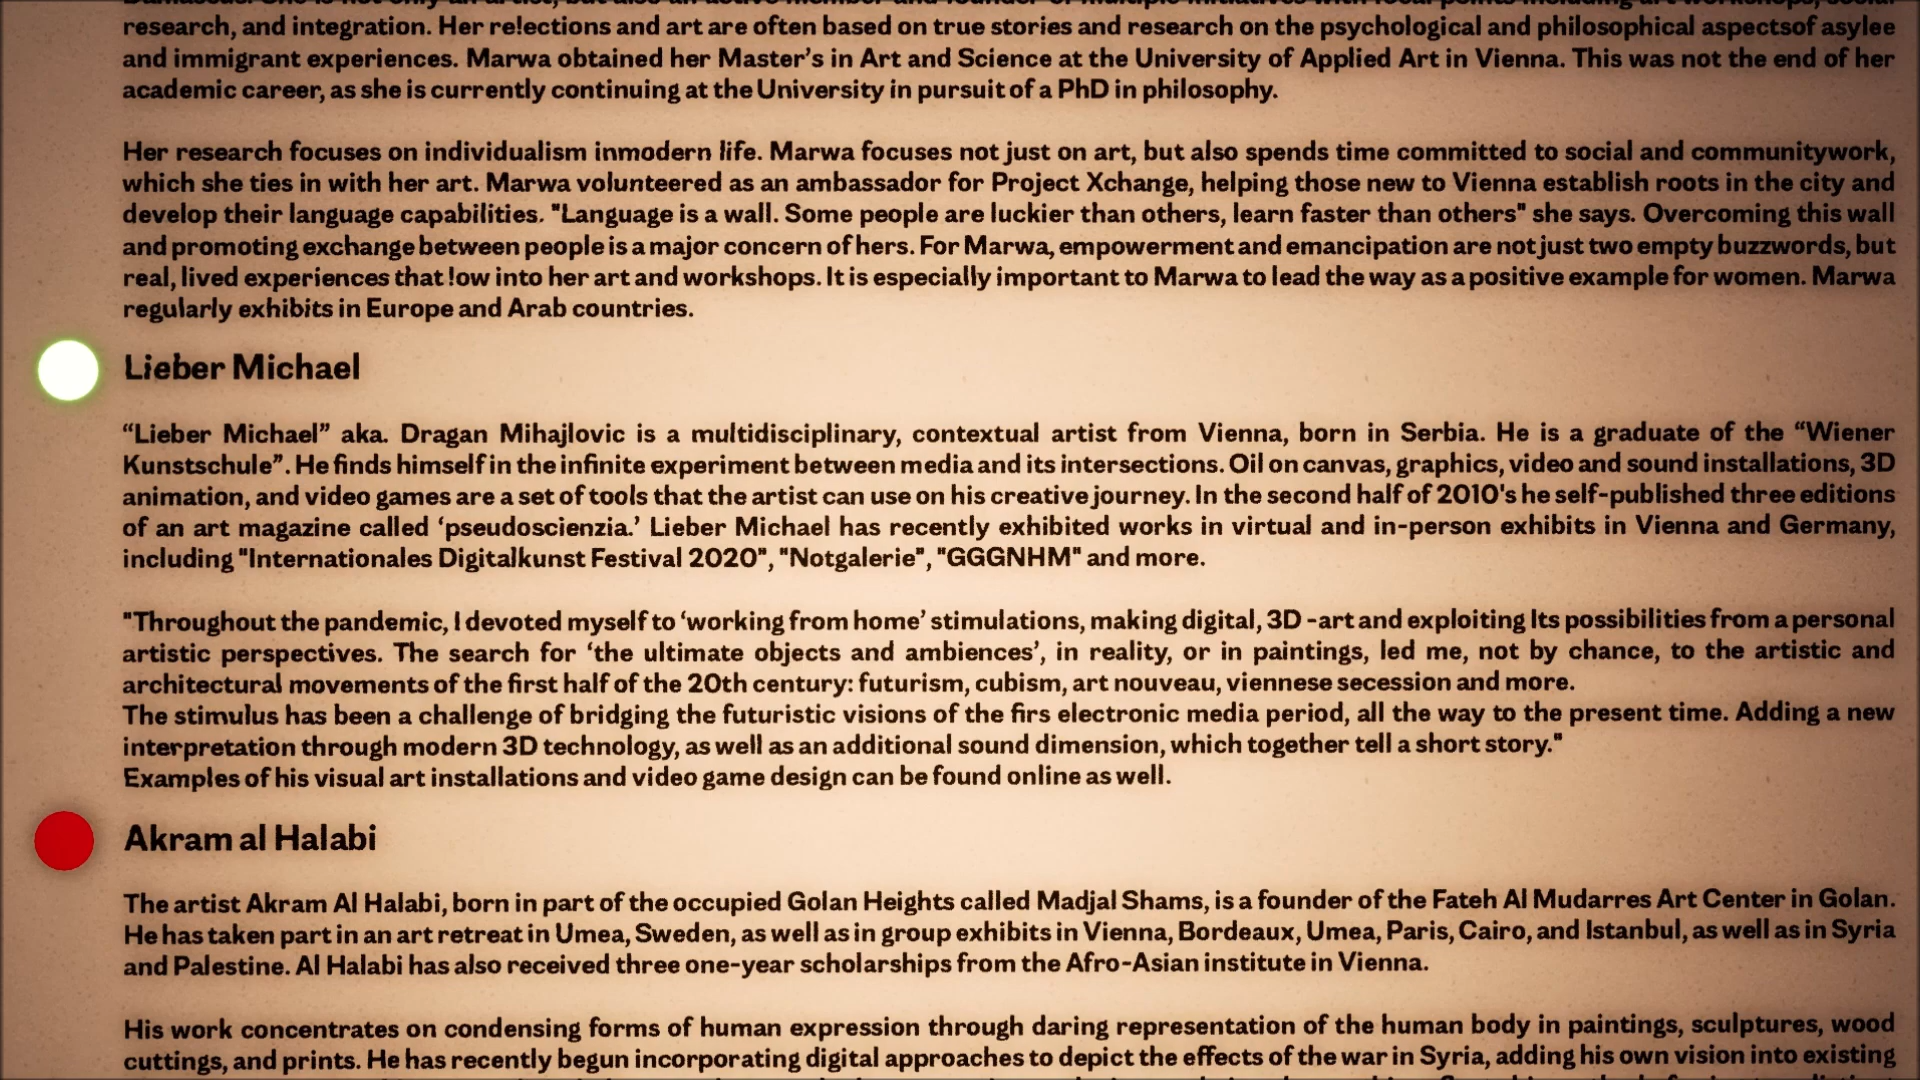 research, and integration. Her re!ections and art are often based on true stories and research on the psychological and philosophical aspectsof asylee
and immigrant experiences. Marwa obtained her Master’s in Art and Science at the University of Applied Art in Vienna. This was not the end of her
academic career, as she is currently continuing at the University in pursuit of a PhD in philosophy.
Her research focuses on individualism inmodern life. Marwa focuses not just on art, but also spends time committed to social and communitywork,
which she ties in with her art. Marwa volunteered as an ambassador for Project Xchange, helping those new to Vienna establish roots in the city and
develop their language capabilities. "Language is a wall. Some people are luckier than others, learn faster than others" she says. Overcoming this wall
and promoting exchange between people is a major concern of hers. For Marwa, empowerment and emancipation are not just two empty buzzwords, but
real, lived experiences that !ow into her art and workshops. It is especially important to Marwa to lead the way as a positive example for women. Marwa
regularly exhibits in Europe and Arab countries.
Lieber Michael
“Lieber Michael” aka. Dragan Mihajlovic is a multidisciplinary, contextual artist from Vienna, born in Serbia. He is a graduate of the “Wiener
Kunstschule”. He finds himself in the infinite experiment between media and its intersections. Oil on canvas, graphics, video and sound installations, 3D
animation, and video games are a set of tools that the artist can use on his creative journey. In the second half of 2010's he self-published three editions
of an art magazine called ‘pseudoscienzia.’ Lieber Michael has recently exhibited works in virtual and in-person exhibits in Vienna and Germany,
including "Internationales Digitalkunst Festival 2020", "Notgalerie", "GGGNHM" and more.
"Throughout the pandemic, I devoted myself to ‘working from home’ stimulations, making digital, 3D -art and exploiting Its possibilities from a personal
artistic perspectives. The search for ‘the ultimate objects and ambiences’, in reality, or in paintings, led me, not by chance, to the artistic and
architectural movements of the first half of the 20th century: futurism, cubism, art nouveau, viennese secession and more.
The stimulus has been a challenge of bridging the futuristic visions of the firs electronic media period, all the way to the present time. Adding a new
interpretation through modern 3D technology, as well as an additional sound dimension, which together tell a short story."
Examples of his visual art installations and video game design can be found online as well.
Akram al Halabi
The artist Akram Al Halabi, born in part of the occupied Golan Heights called Madjal Shams, is a founder of the Fateh Al Mudarres Art Center in Golan.
He has taken part in an art retreat in Umea, Sweden, as well as in group exhibits in Vienna, Bordeaux, Umea, Paris, Cairo, and Istanbul, as well as in Syria
and Palestine. Al Halabi has also received three one-year scholarships from the Afro-Asian institute in Vienna.
His work concentrates on condensing forms of human expression through daring representation of the human body in paintings, sculptures, wood
cuttings, and prints. He has recently begun incorporating digital approaches to depict the effects of the war in Syria, adding his own vision into existing